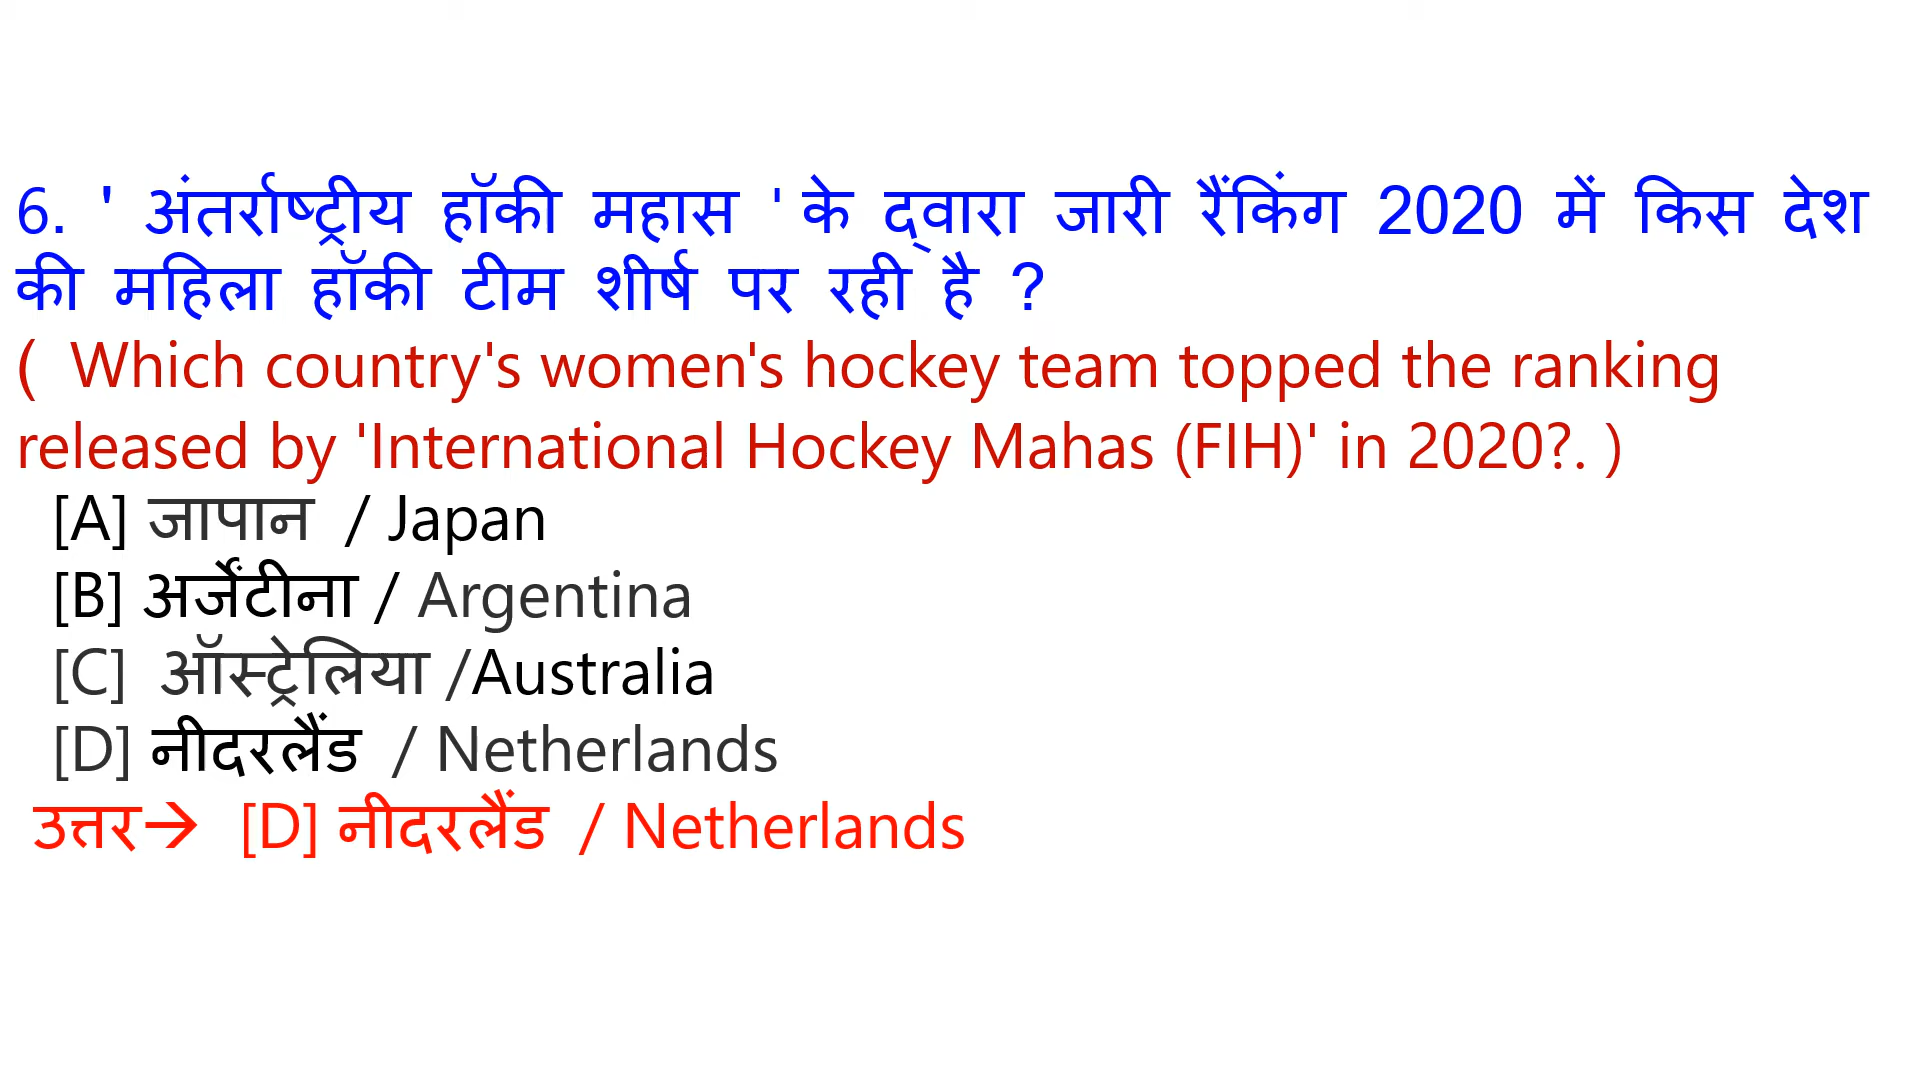 6. ' अंतर्राष्ट्रीय हॉकी महास ' के द्वारा जारी रैंकिंग 2020 में किस देश
की महिला हॉकी टीम शीर्ष पर रही है ?
( Which country's women's hockey team topped the ranking
released by 'International Hockey Mahas (FIH)' in 2020?. )
[A] जापान / Japan
[B] अर्जेंटीना / Argentina
[C] ऑस्ट्रेलिया /Australia
[D] नीदरलैंड / Netherlands
उत्तर→ [D] नीदरलैंड / Netherlands